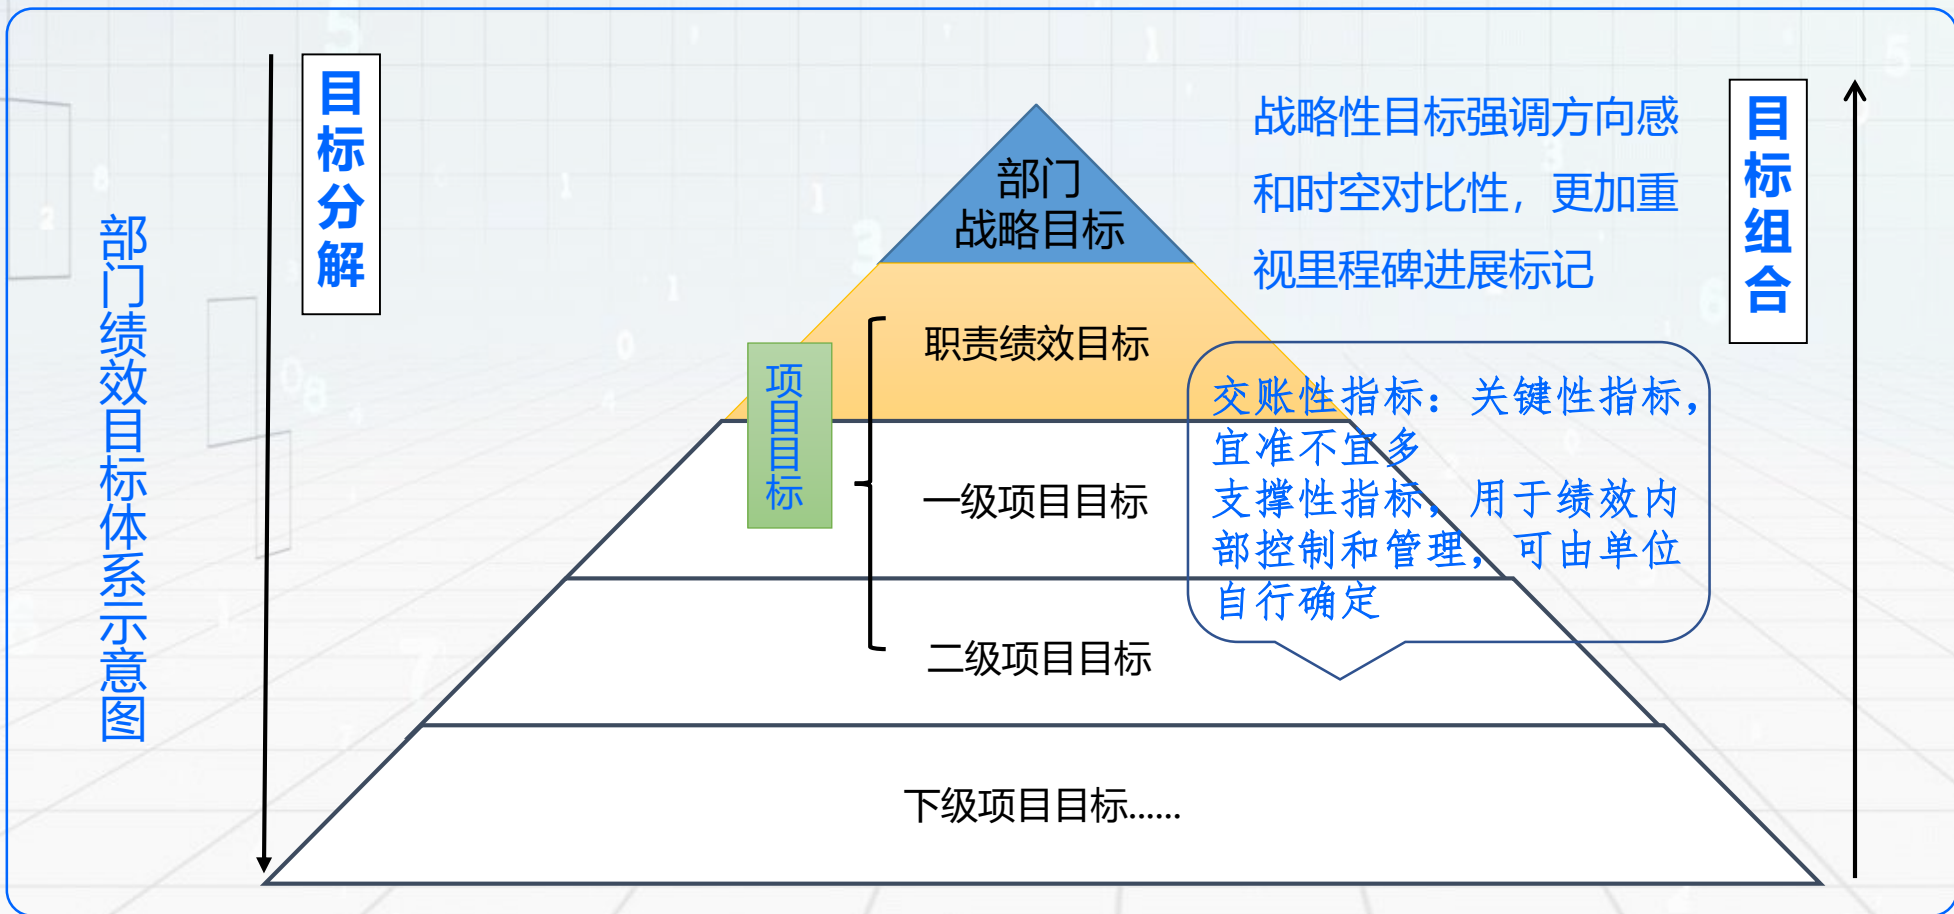 部门绩效目标体系示意图
目标分解
部门
战略目标
职责绩效目标
项目目标
一级项目目标
二级项目目标
下级项目目标......
战略性目标强调方向感
和时空对比性，更加重
视里程碑进展标记
目标组合
交账性指标：关键性指标，
宜准不宜多
支撑性指标，用于绩效内
部控制和管理，可由单位
自行确定